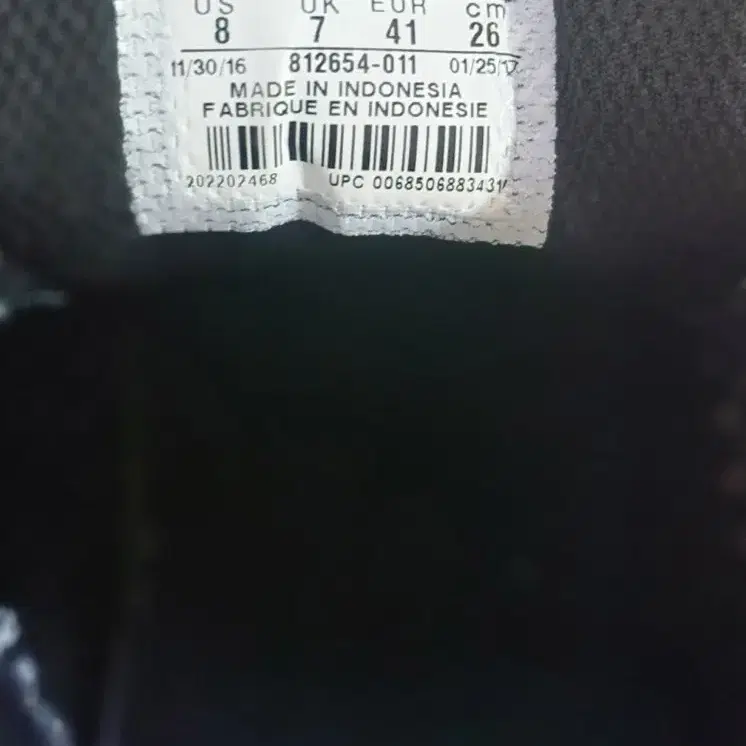 US UK EUR cm
8 7 41 26
11/30/16 812654-011 01/25/17
MADE IN INDONESIA
FABRIQUE EN INDONESIE
202202468 UPC 0068506883431